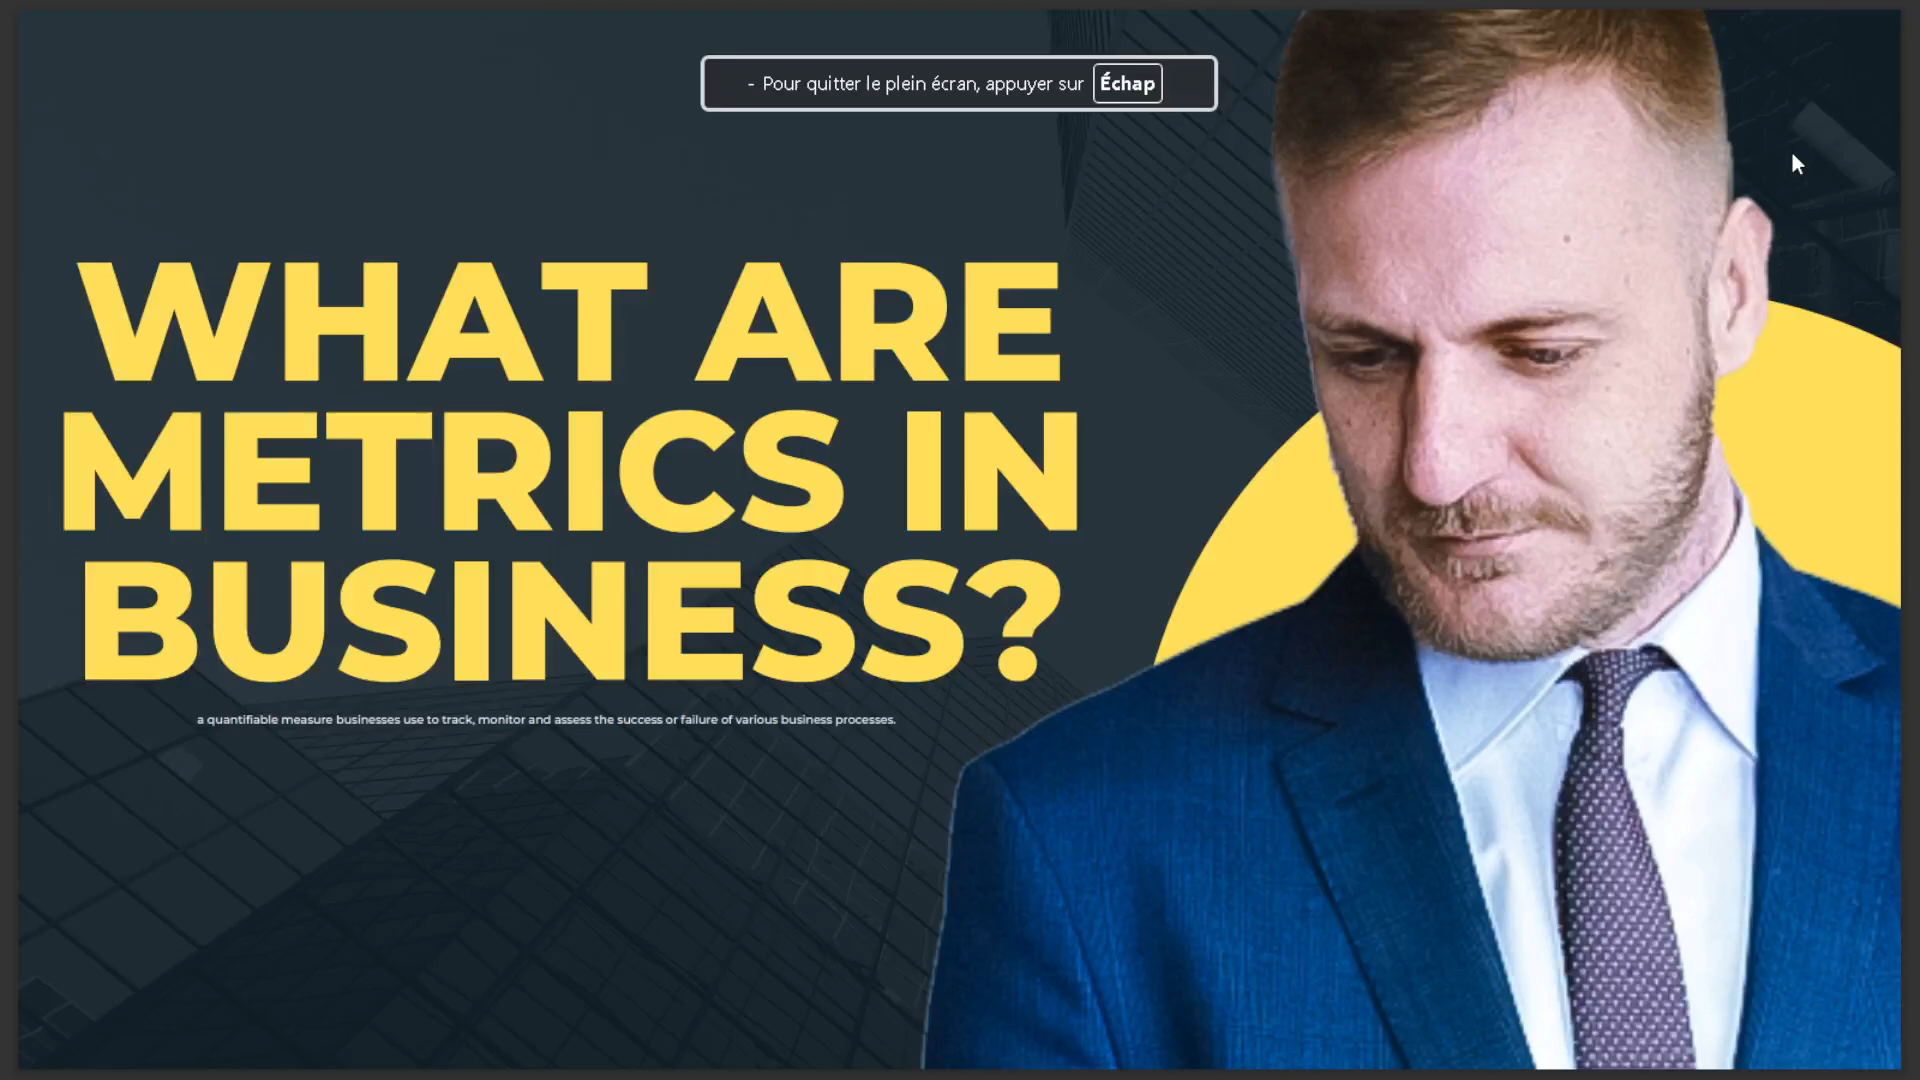 - Pour quitter le plein écran, appuyer sur Échap
WHAT ARE
METRICS IN
BUSINESS?
a quantifiable measure businesses use to track, monitor and assess the success or failure of various business processes.